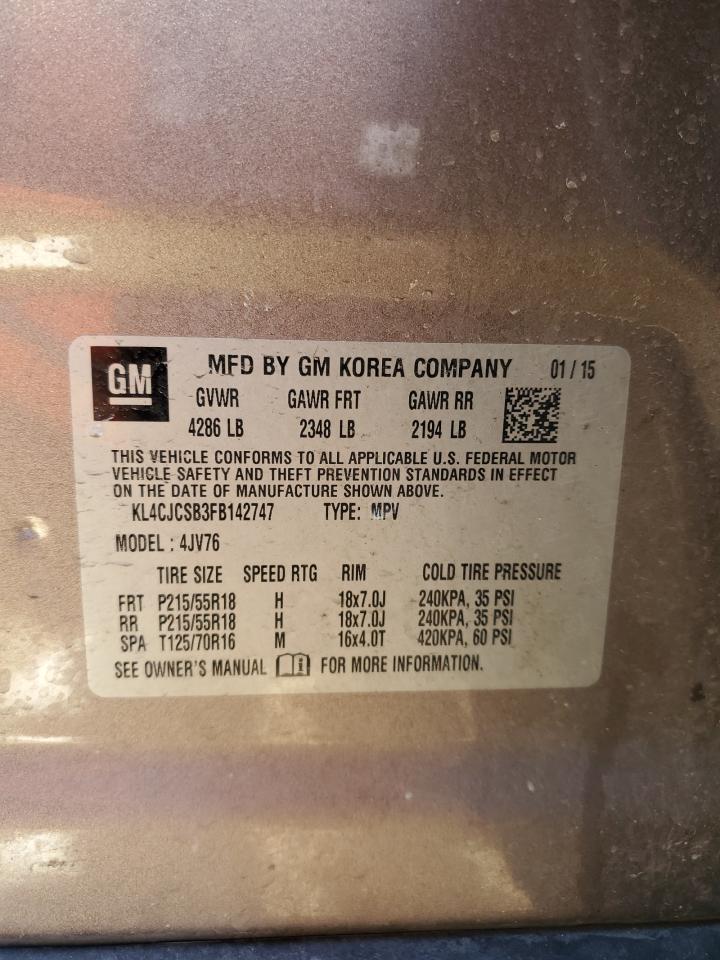 GM
MFD BY GM KOREA COMPANY 01 / 15
GVWR GAWR FRT GAWR RR
4286 LB 2348 LB 2194 LB
THIS VEHICLE CONFORMS TO ALL APPLICABLE U.S. FEDERAL MOTOR
VEHICLE SAFETY AND THEFT PREVENTION STANDARDS IN EFFECT
ON THE DATE OF MANUFACTURE SHOWN ABOVE.
KL4CJCSB3FB142747 TYPE: MPV
MODEL : 4JV76
TIRE SIZE SPEED RTG RIM COLD TIRE PRESSURE
FRT P215/55R18 H 18x7.0J 240KPA, 35 PSI
RR P215/55R18 H 18x7.0J 240KPA, 35 PSI
SPA T125/70R16 M 16x4.0T 420KPA, 60 PSI
SEE OWNER'S MANUAL i FOR MORE INFORMATION.